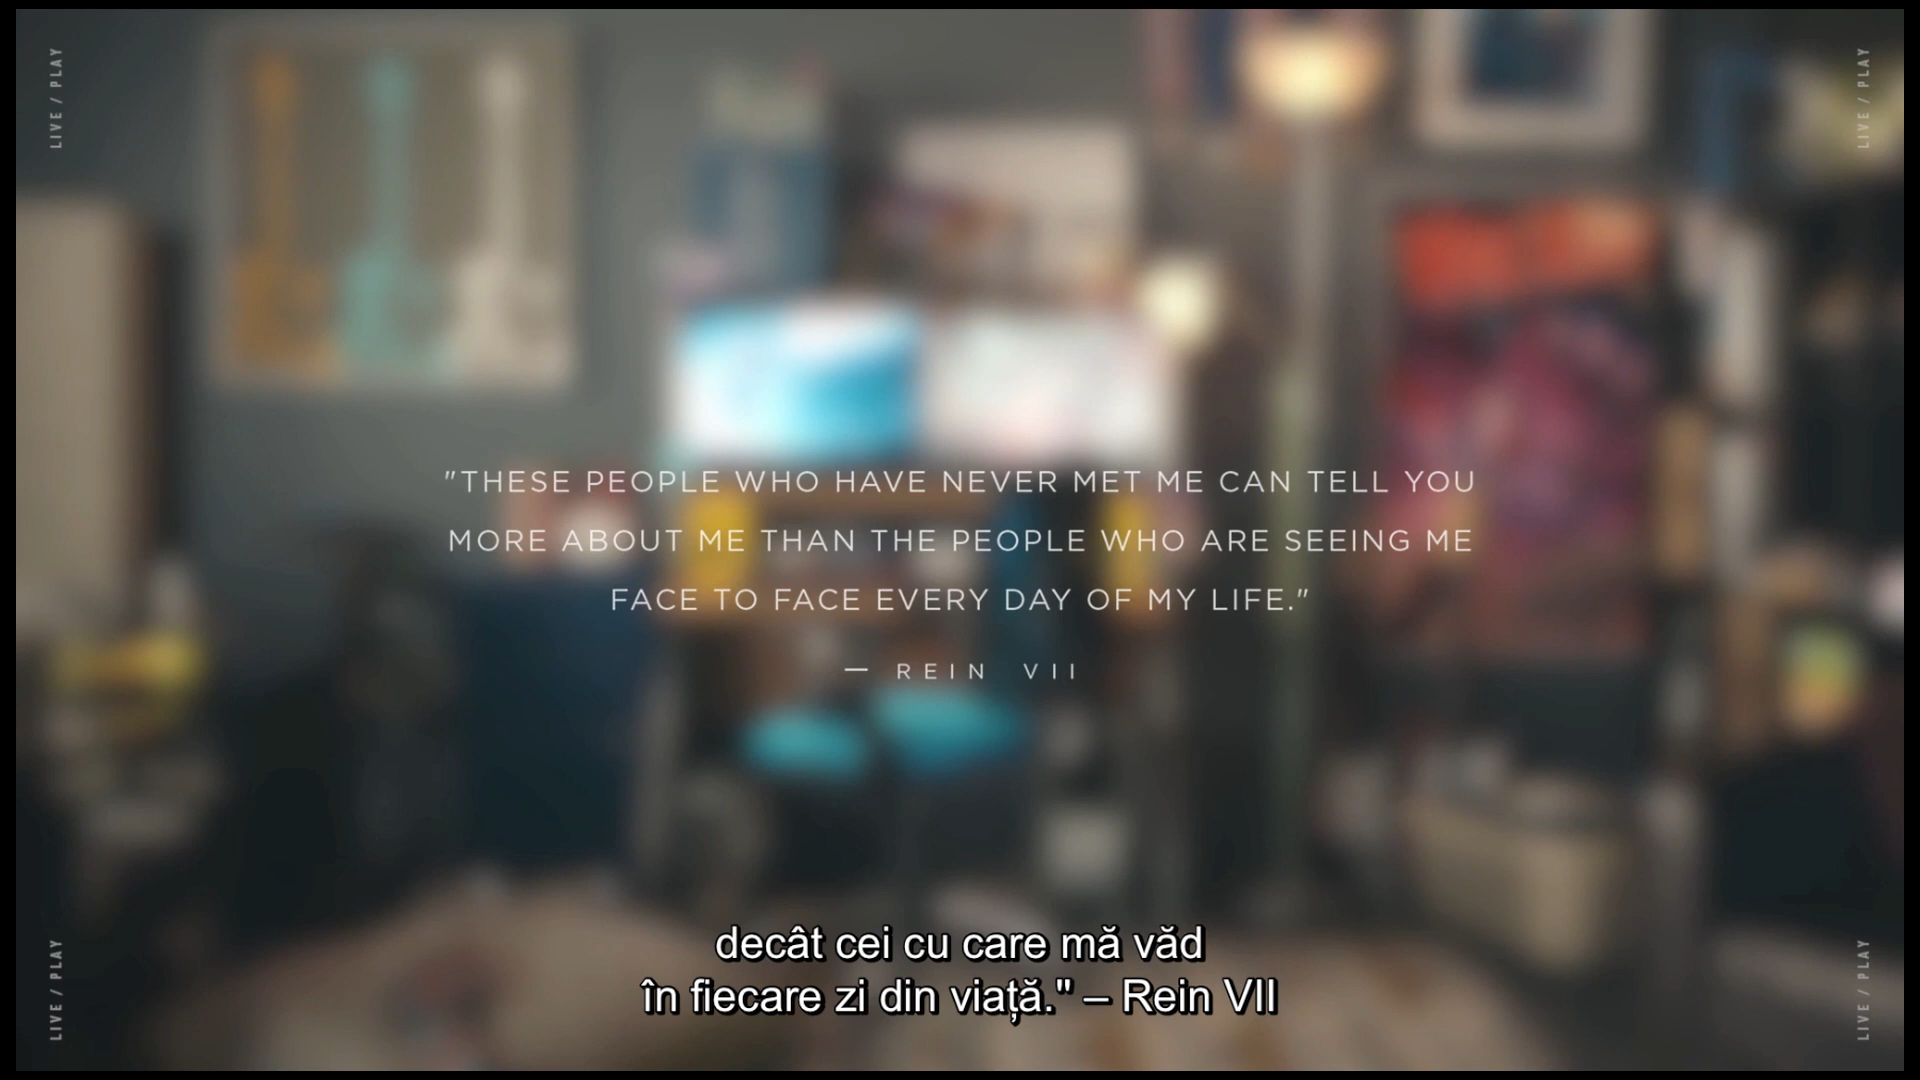 LIVE / PLAY
LIVE / PLAY
"THESE PEOPLE WHO HAVE NEVER MET ME CAN TELL YOU
MORE ABOUT ME THAN THE PEOPLE WHO ARE SEEING ME
FACE TO FACE EVERY DAY OF MY LIFE."
— REIN VII
decât cei cu care mă văd
în fiecare zi din viață." – Rein VII
LIVE / PLAY
LIVE / PLAY